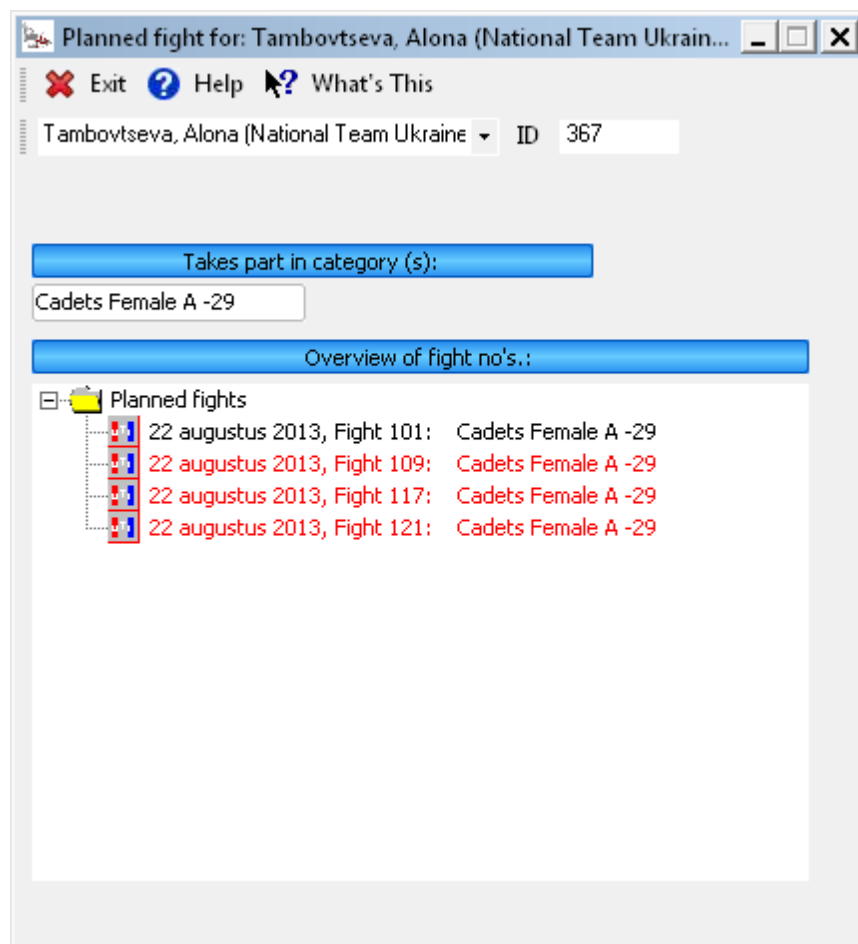 Planned fight for: Tambovtseva, Alona (National Team Ukrain...
Exit Help What's This
Tambovtseva, Alona (National Team Ukraine ID 367
Takes part in category (s):
Cadets Female A -29
Overview of fight no's.:
Planned fights
22 augustus 2013, Fight 101: Cadets Female A -29
22 augustus 2013, Fight 109: Cadets Female A -29
22 augustus 2013, Fight 117: Cadets Female A -29
22 augustus 2013, Fight 121: Cadets Female A -29